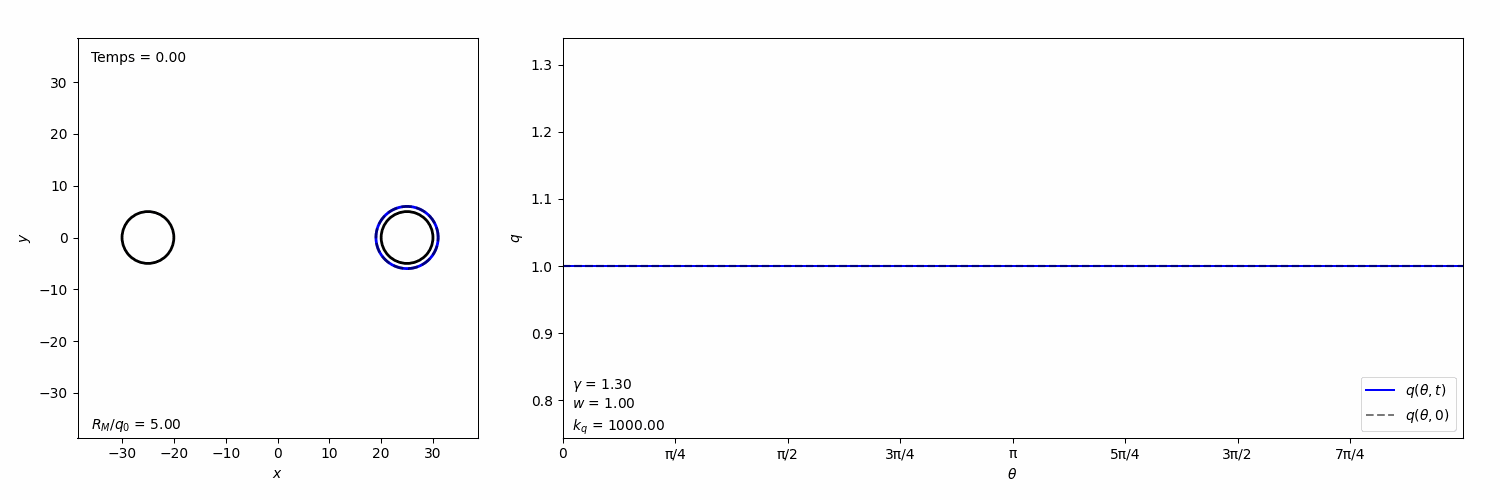 Temps = 0.00
30
20
10
0
−10
−20
−30
y
R_M/q_0 = 5.00
−30 −20 −10 0 10 20 30
x
1.3
1.2
1.1
1.0
0.9
0.8
q
γ = 1.30
w = 1.00
k_q = 1000.00
q(θ, t)
q(θ, 0)
0 π/4 π/2 3π/4 π 5π/4 3π/2 7π/4
θ